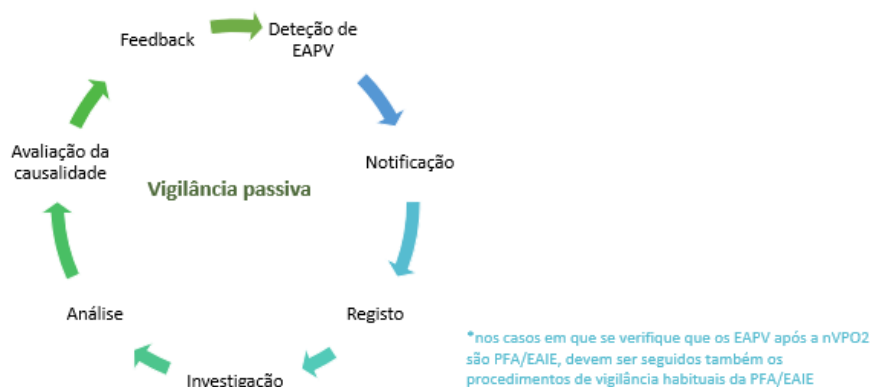 Feedback
Deteção de
EAPV
Notificação
Avaliação da
causalidade
Vigilância passiva
Análise
Registo
Investigação
*nos casos em que se verifique que os EAPV após a nVPO2
são PFA/EAIE, devem ser seguidos também os
procedimentos de vigilância habituais da PFA/EAIE